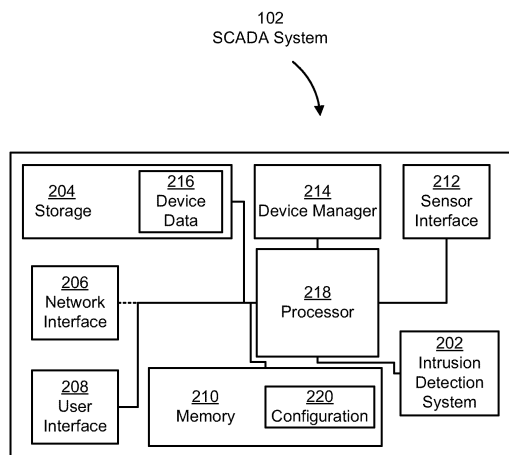 102
SCADA System
204
Storage
216
Device
Data
214
Device Manager
212
Sensor
Interface
206
Network
Interface
218
Processor
208
User
Interface
210
Memory
220
Configuration
202
Intrusion
Detection
System